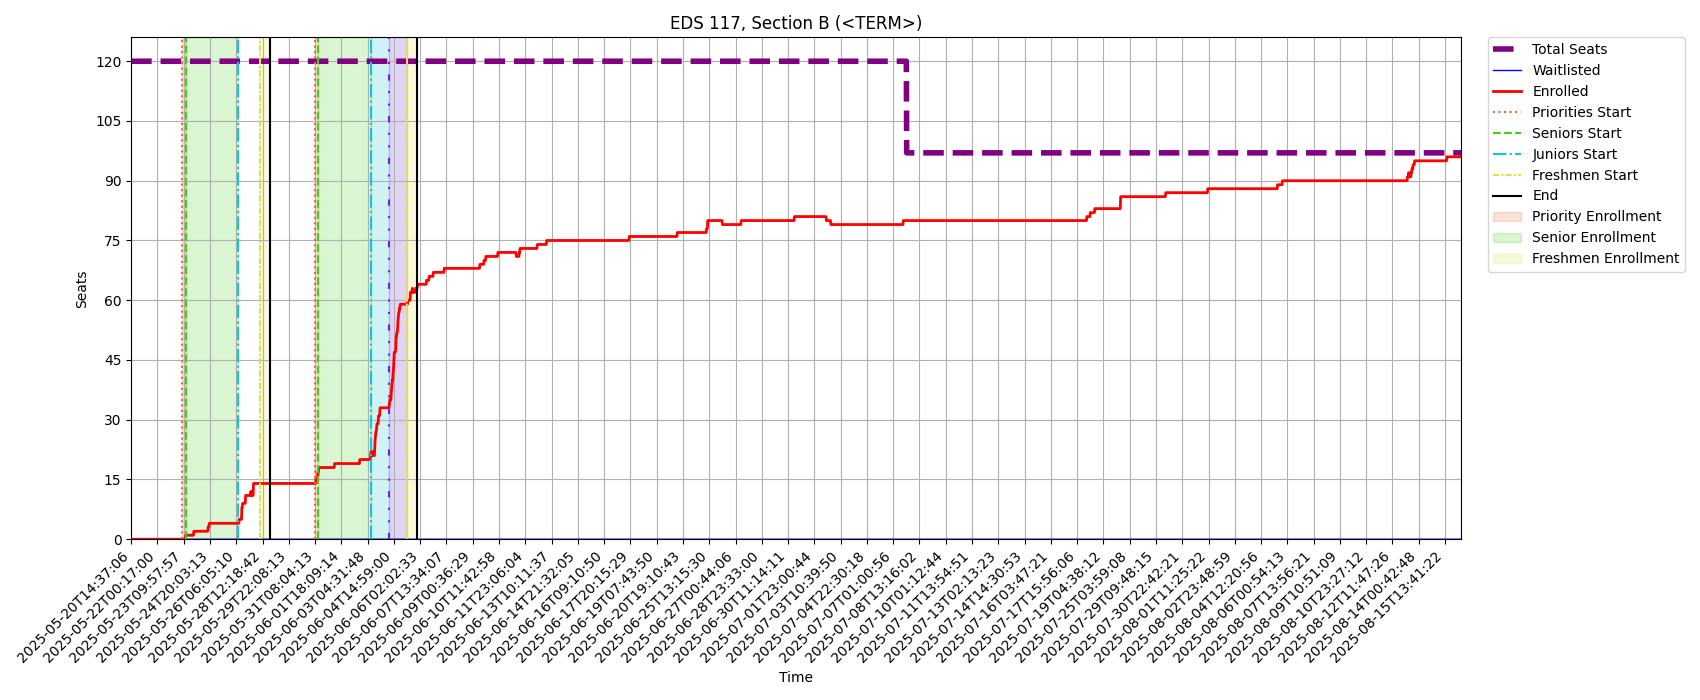 EDS 117, Section B (<TERM>)
120
105
90
75
60
45
30
15
0
Seats
2025-05-20T14:37:06
2025-05-22T00:17:00
2025-05-23T09:57:57
2025-05-24T20:03:13
2025-05-26T06:05:10
2025-05-28T12:18:42
2025-05-29T22:08:13
2025-05-31T08:04:13
2025-06-01T18:09:14
2025-06-03T04:31:48
2025-06-04T14:59:00
2025-06-06T02:02:33
2025-06-07T13:34:07
2025-06-09T00:36:29
2025-06-10T11:42:58
2025-06-11T23:06:04
2025-06-13T10:11:37
2025-06-14T21:32:05
2025-06-16T09:10:50
2025-06-17T20:15:29
2025-06-19T07:43:50
2025-06-20T19:10:43
2025-06-25T13:15:30
2025-06-27T00:44:06
2025-06-28T23:33:00
2025-06-30T11:14:11
2025-07-01T23:00:44
2025-07-03T10:39:50
2025-07-04T22:30:18
2025-07-07T01:00:56
2025-07-08T13:16:02
2025-07-10T01:12:44
2025-07-11T13:54:51
2025-07-13T02:13:23
2025-07-14T14:30:53
2025-07-16T03:47:21
2025-07-17T15:56:06
2025-07-19T04:38:12
2025-07-25T03:59:08
2025-07-29T09:48:15
2025-07-30T22:42:21
2025-08-01T11:25:22
2025-08-02T23:48:59
2025-08-04T12:20:56
2025-08-06T00:54:13
2025-08-07T13:56:21
2025-08-09T10:51:09
2025-08-10T23:27:12
2025-08-12T11:47:26
2025-08-14T00:42:48
2025-08-15T13:41:22
Time
Total Seats
Waitlisted
Enrolled
Priorities Start
Seniors Start
Juniors Start
Freshmen Start
End
Priority Enrollment
Senior Enrollment
Freshmen Enrollment